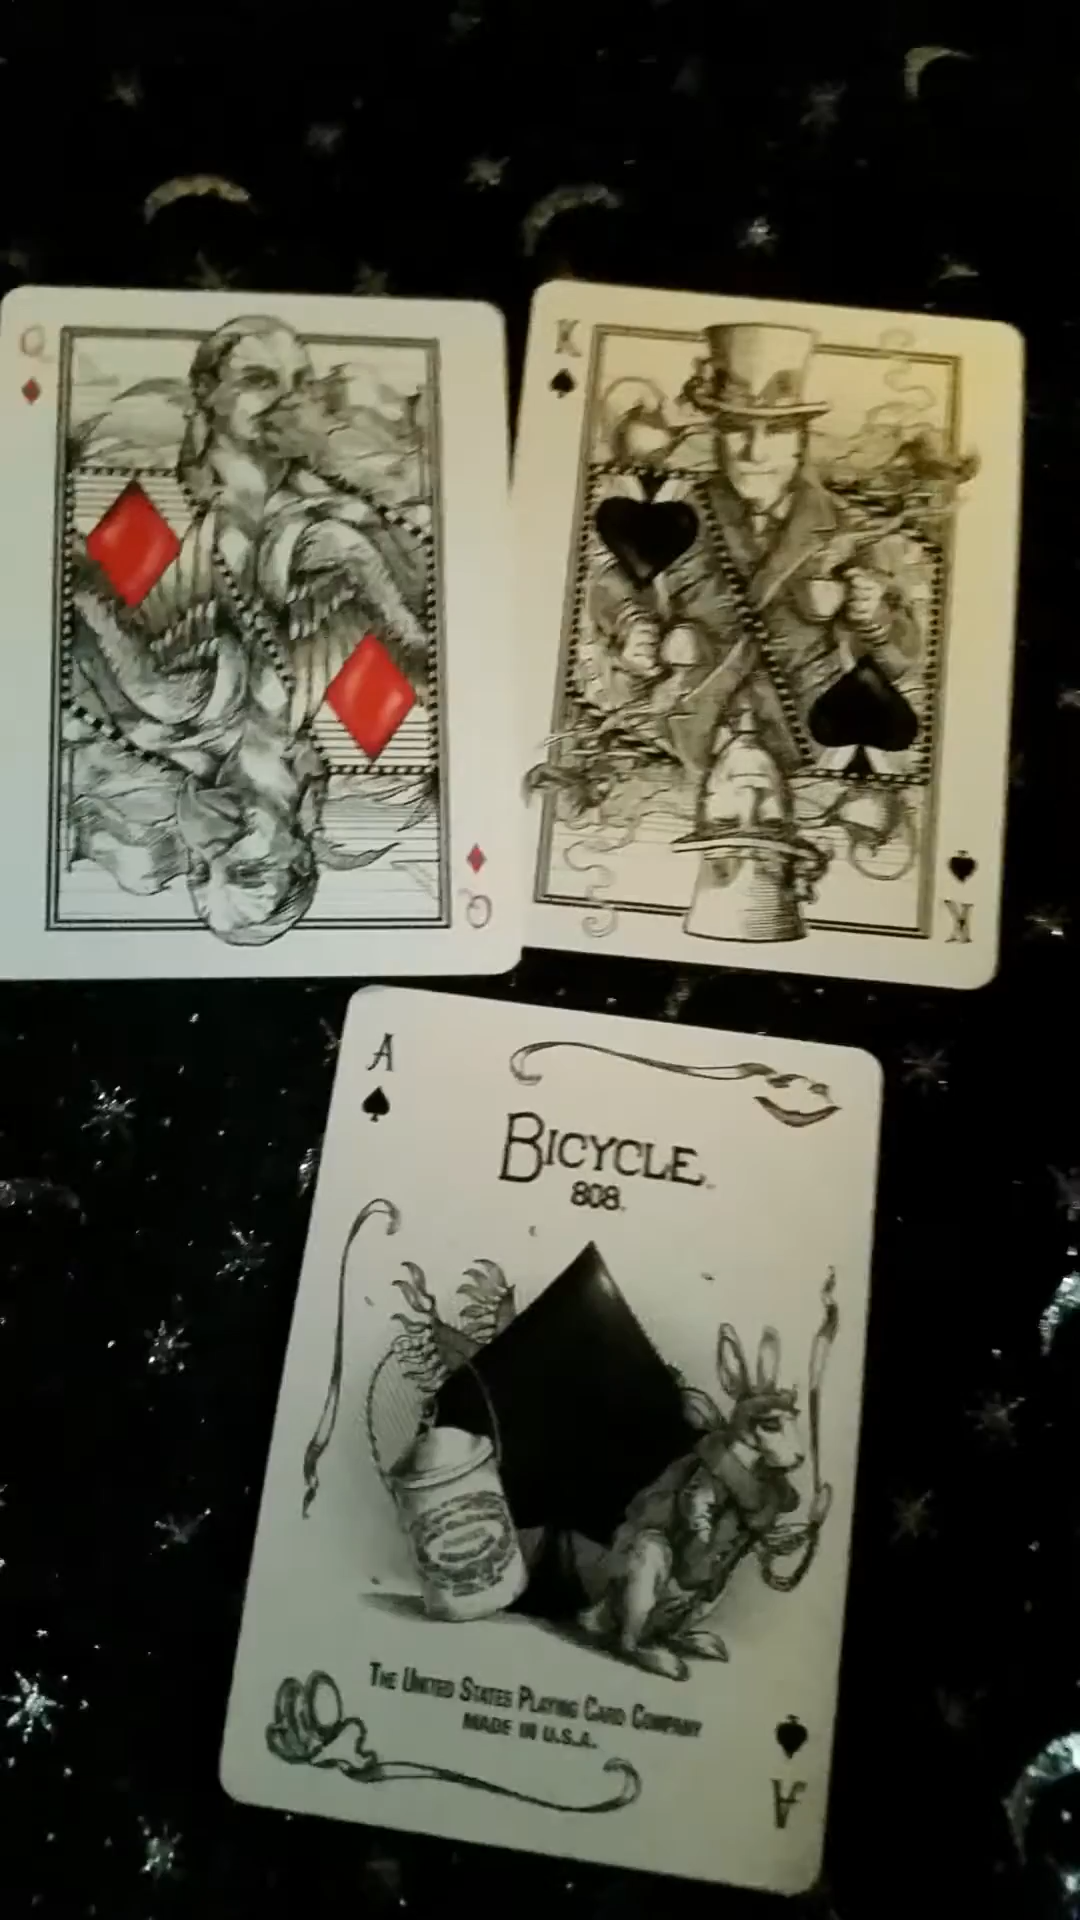 Q
Q
K
K
A
BICYCLE
808.
THE UNITED STATES PLAYING CARD COMPANY
MADE IN U.S.A.
A